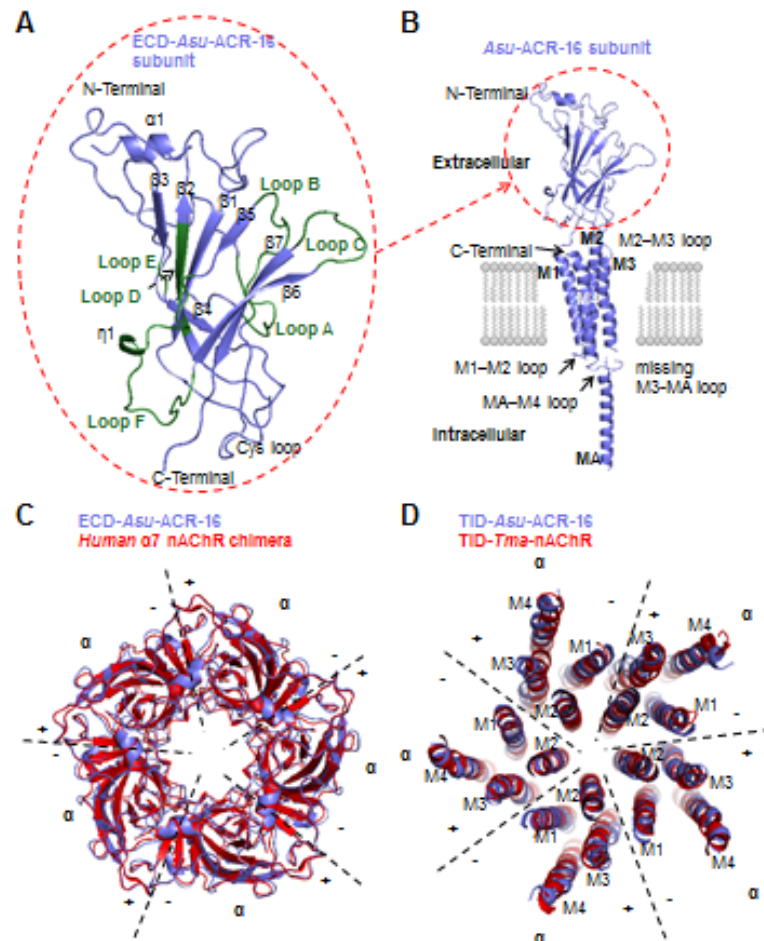 A
ECD-Asu-ACR-16
subunit
N-Terminal
α1
β3
β2
β1
β5
Loop B
β7
Loop C
Loop E
Loop D
β4
β6
Loop A
η1
Loop F
Cys loop
C-Terminal
B
Asu-ACR-16
subunit
N-Terminal
Extracellular
C-Terminal
M2
M2–M3 loop
M1
M3
M4
M1–M2 loop
missing
M3-MA loop
MA–M4 loop
Intracellular
MA
C
ECD-Asu-ACR-16
Human α7 nAChR chimera
+
-
α
-
+
α
-
+
α
-
+
α
+
-
α
D
TID-Asu-ACR-16
TID-Tma-nAChR
α
M4
-
+
α
M4
+
M3
M1
M3
-
M2
M2
M1
M1
-
α
M4
M2
M2
+
M3
M3
M2
+
M1
M1
-
M3
M4
M4
α
+
-
α